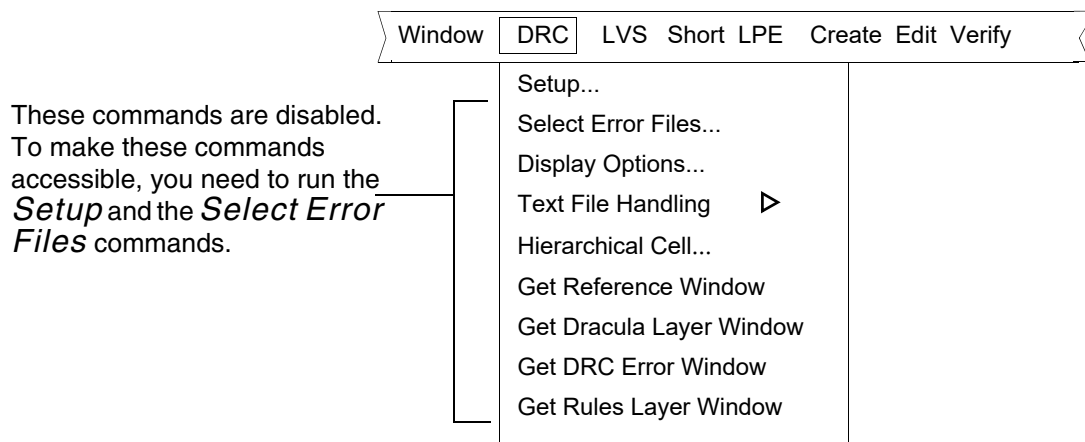 Window DRC LVS Short LPE Create Edit Verify
Setup...
These commands are disabled.
To make these commands
accessible, you need to run the
Setup and the Select Error
Files commands.
Select Error Files...
Display Options...
Text File Handling
Hierarchical Cell...
Get Reference Window
Get Dracula Layer Window
Get DRC Error Window
Get Rules Layer Window